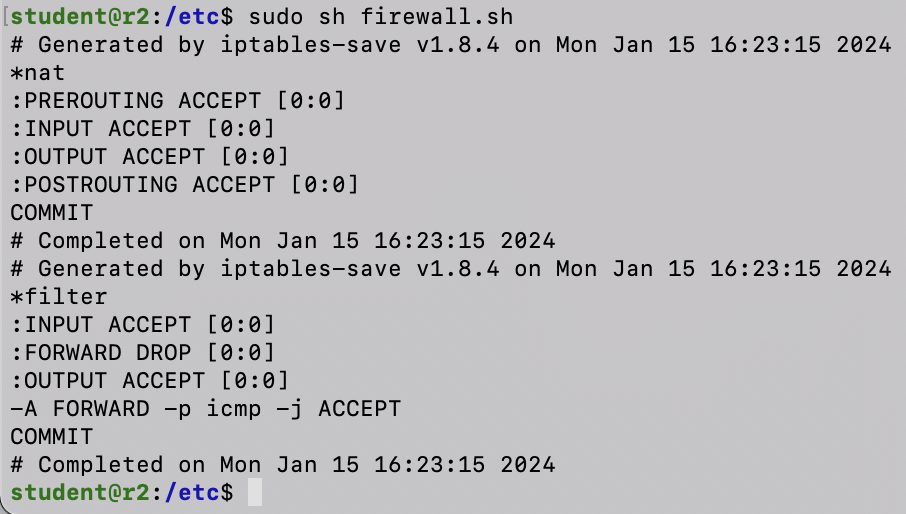 [student@r2:/etc$ sudo sh firewall.sh
# Generated by iptables-save v1.8.4 on Mon Jan 15 16:23:15 2024
*nat
:PREROUTING ACCEPT [0:0]
:INPUT ACCEPT [0:0]
:OUTPUT ACCEPT [0:0]
:POSTROUTING ACCEPT [0:0]
COMMIT
# Completed on Mon Jan 15 16:23:15 2024
# Generated by iptables-save v1.8.4 on Mon Jan 15 16:23:15 2024
*filter
:INPUT ACCEPT [0:0]
:FORWARD DROP [0:0]
:OUTPUT ACCEPT [0:0]
-A FORWARD -p icmp -j ACCEPT
COMMIT
# Completed on Mon Jan 15 16:23:15 2024
student@r2:/etc$